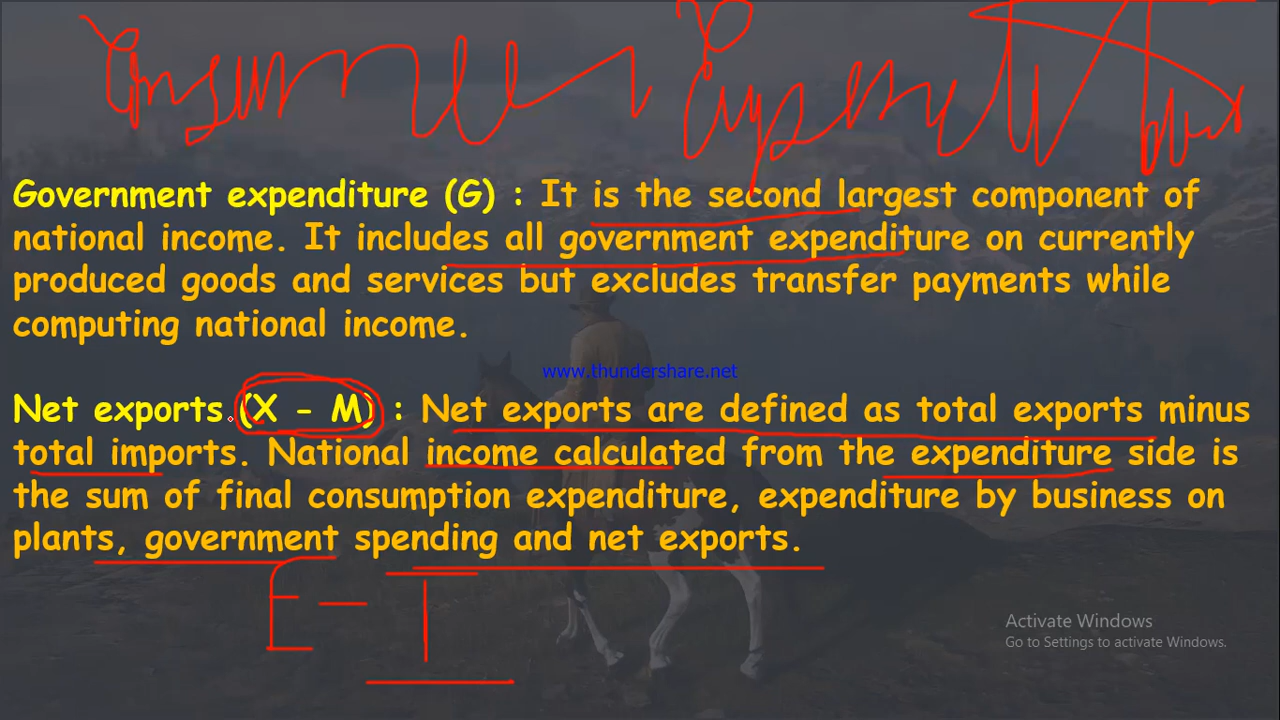 Government expenditure (G) : It is the second largest component of
national income. It includes all government expenditure on currently
produced goods and services but excludes transfer payments while
computing national income.
www.thundershare.net
Net exports (X - M) : Net exports are defined as total exports minus
total imports. National income calculated from the expenditure side is
the sum of final consumption expenditure, expenditure by business on
plants, government spending and net exports.
E - I
Activate Windows
Go to Settings to activate Windows.